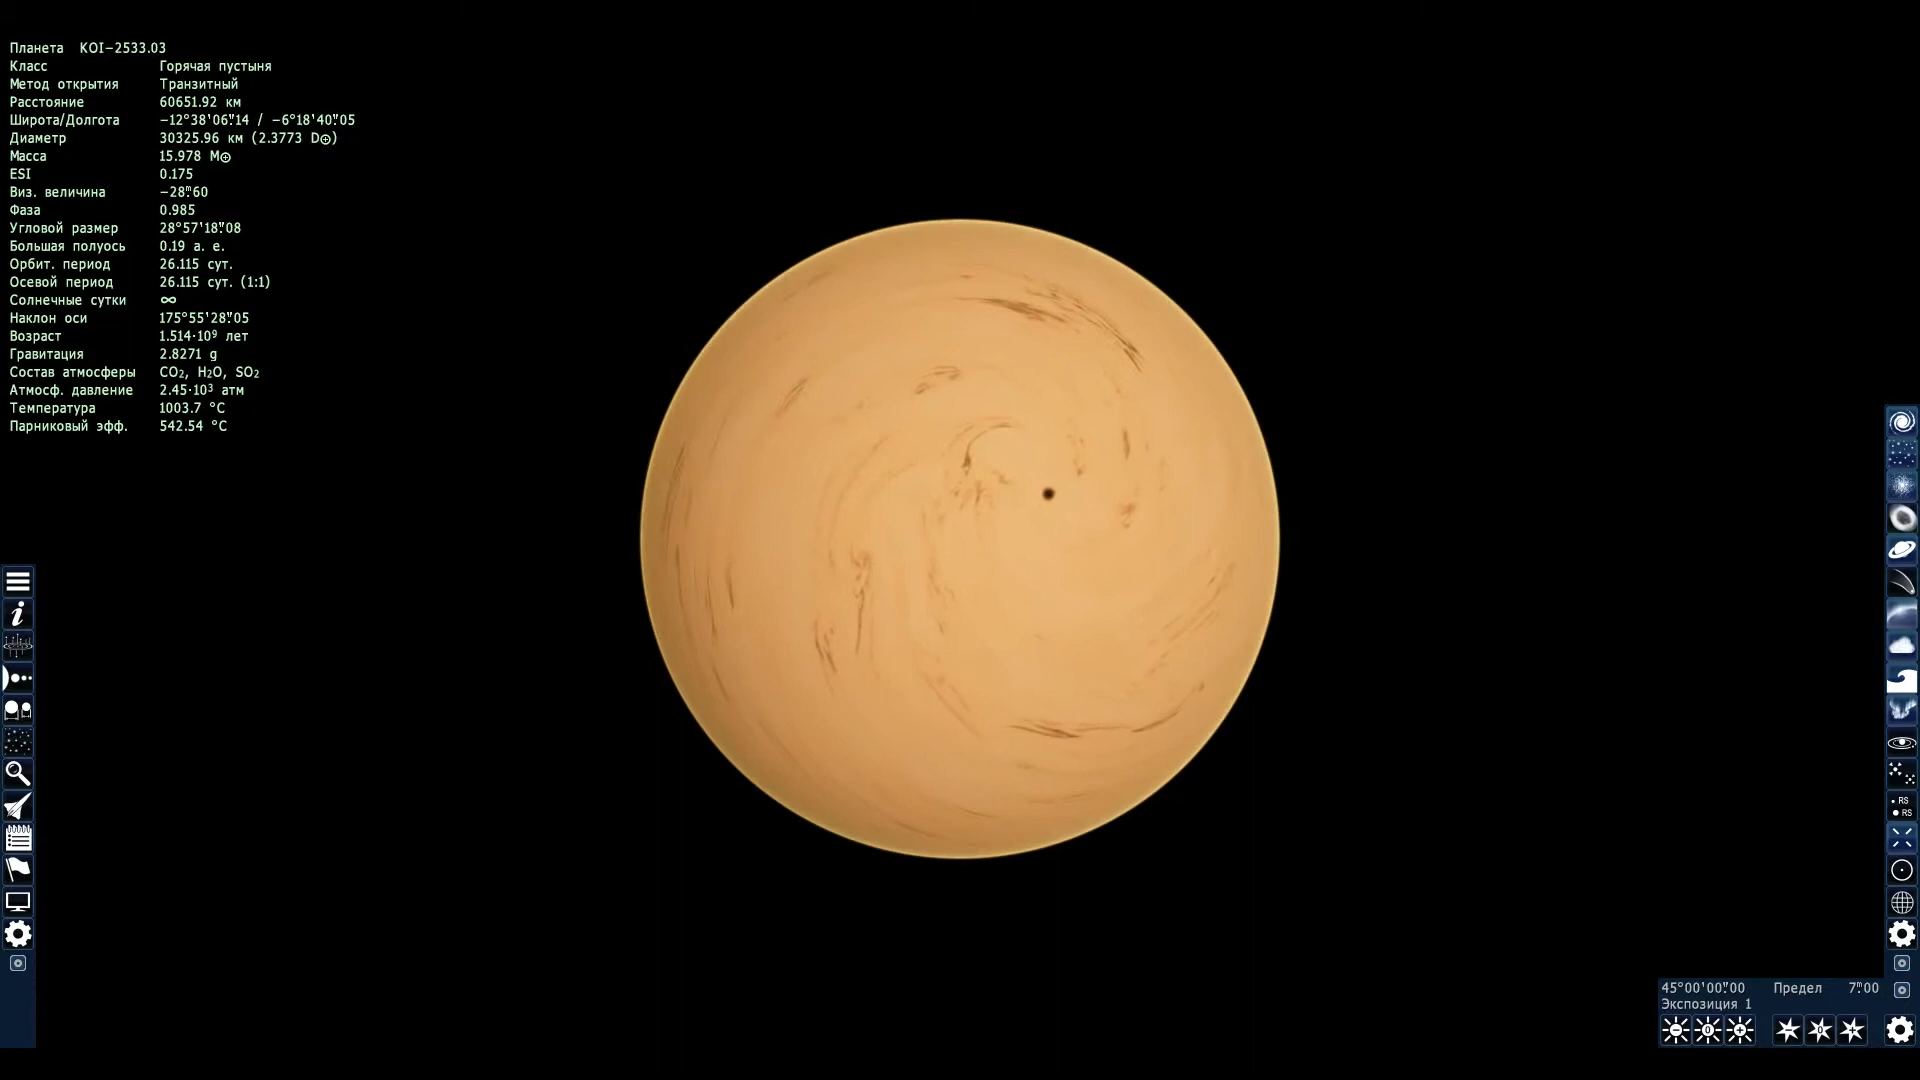 Планета KOI-2533.03
Класс Горячая пустыня
Метод открытия Транзитный
Расстояние 60651.92 км
Широта/Долгота -12°38'06"14 / -6°18'40"05
Диаметр 30325.96 км (2.3773 D⊕)
Масса 15.978 M⊕
ESI 0.175
Виз. величина -28ᵐ60
Фаза 0.985
Угловой размер 28°57'18"08
Большая полуось 0.19 а. е.
Орбит. период 26.115 сут.
Осевой период 26.115 сут. (1:1)
Солнечные сутки ∞
Наклон оси 175°55'28"05
Возраст 1.514·10⁹ лет
Гравитация 2.8271 g
Состав атмосферы CO₂, H₂O, SO₂
Атмосф. давление 2.45·10³ атм
Температура 1003.7 °C
Парниковый эфф. 542.54 °C
RS
RS
45°00'00"00 Предел 7ᵐ00
Экспозиция 1